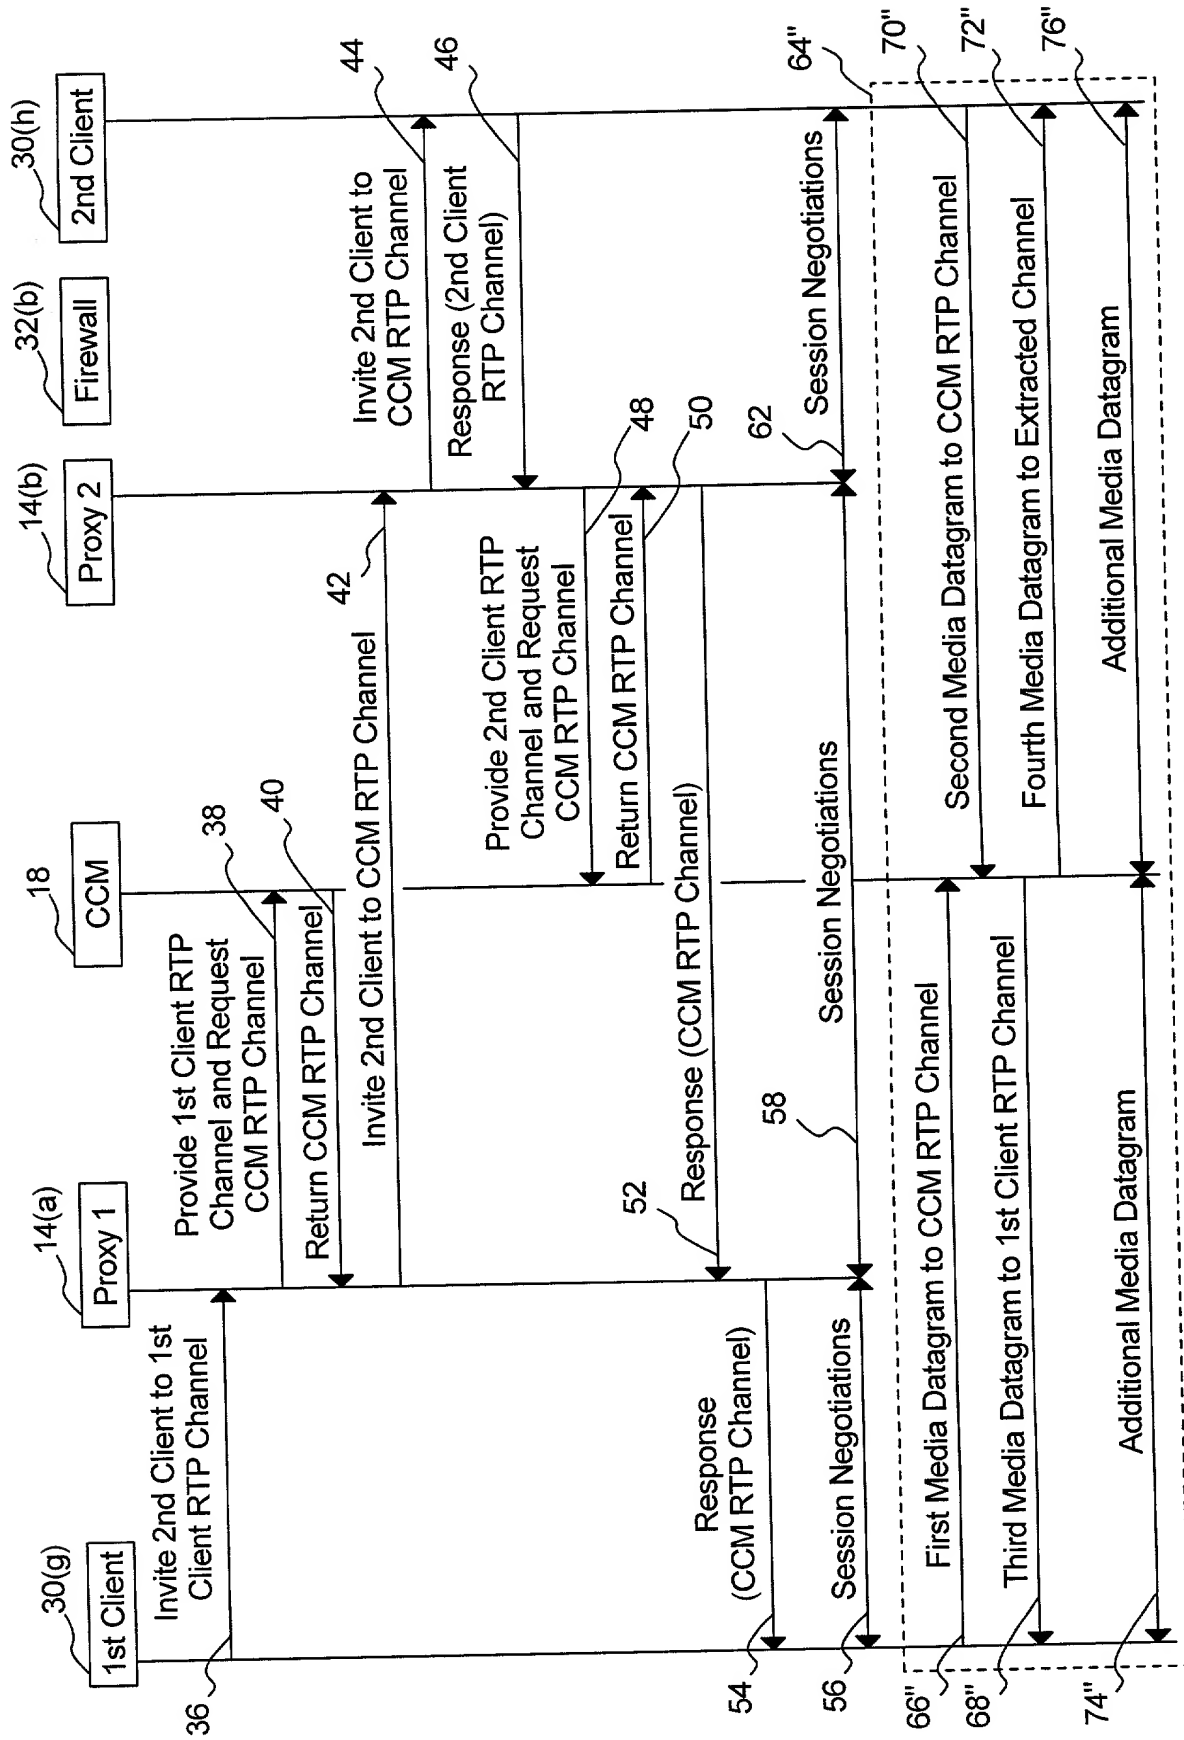 30(g)
1st Client
14(a)
Proxy 1
18
CCM
14(b)
Proxy 2
32(b)
Firewall
30(h)
2nd Client
36
Invite 2nd Client to 1st
Client RTP Channel
Provide 1st Client RTP
Channel and Request
CCM RTP Channel
38
Return CCM RTP Channel
40
Invite 2nd Client to CCM RTP Channel
42
Invite 2nd Client to
CCM RTP Channel
44
Response (2nd Client
RTP Channel)
46
Provide 2nd Client RTP
Channel and Request
CCM RTP Channel
48
Return CCM RTP Channel
50
Response (CCM RTP Channel)
52
Response
(CCM RTP Channel)
54
Session Negotiations
56
Session Negotiations
58
Session Negotiations
62
64"
First Media Datagram to CCM RTP Channel
66"
Second Media Datagram to CCM RTP Channel
70"
Third Media Datagram to 1st Client RTP Channel
68"
Fourth Media Datagram to Extracted Channel
72"
Additional Media Datagram
74"
Additional Media Datagram
76"